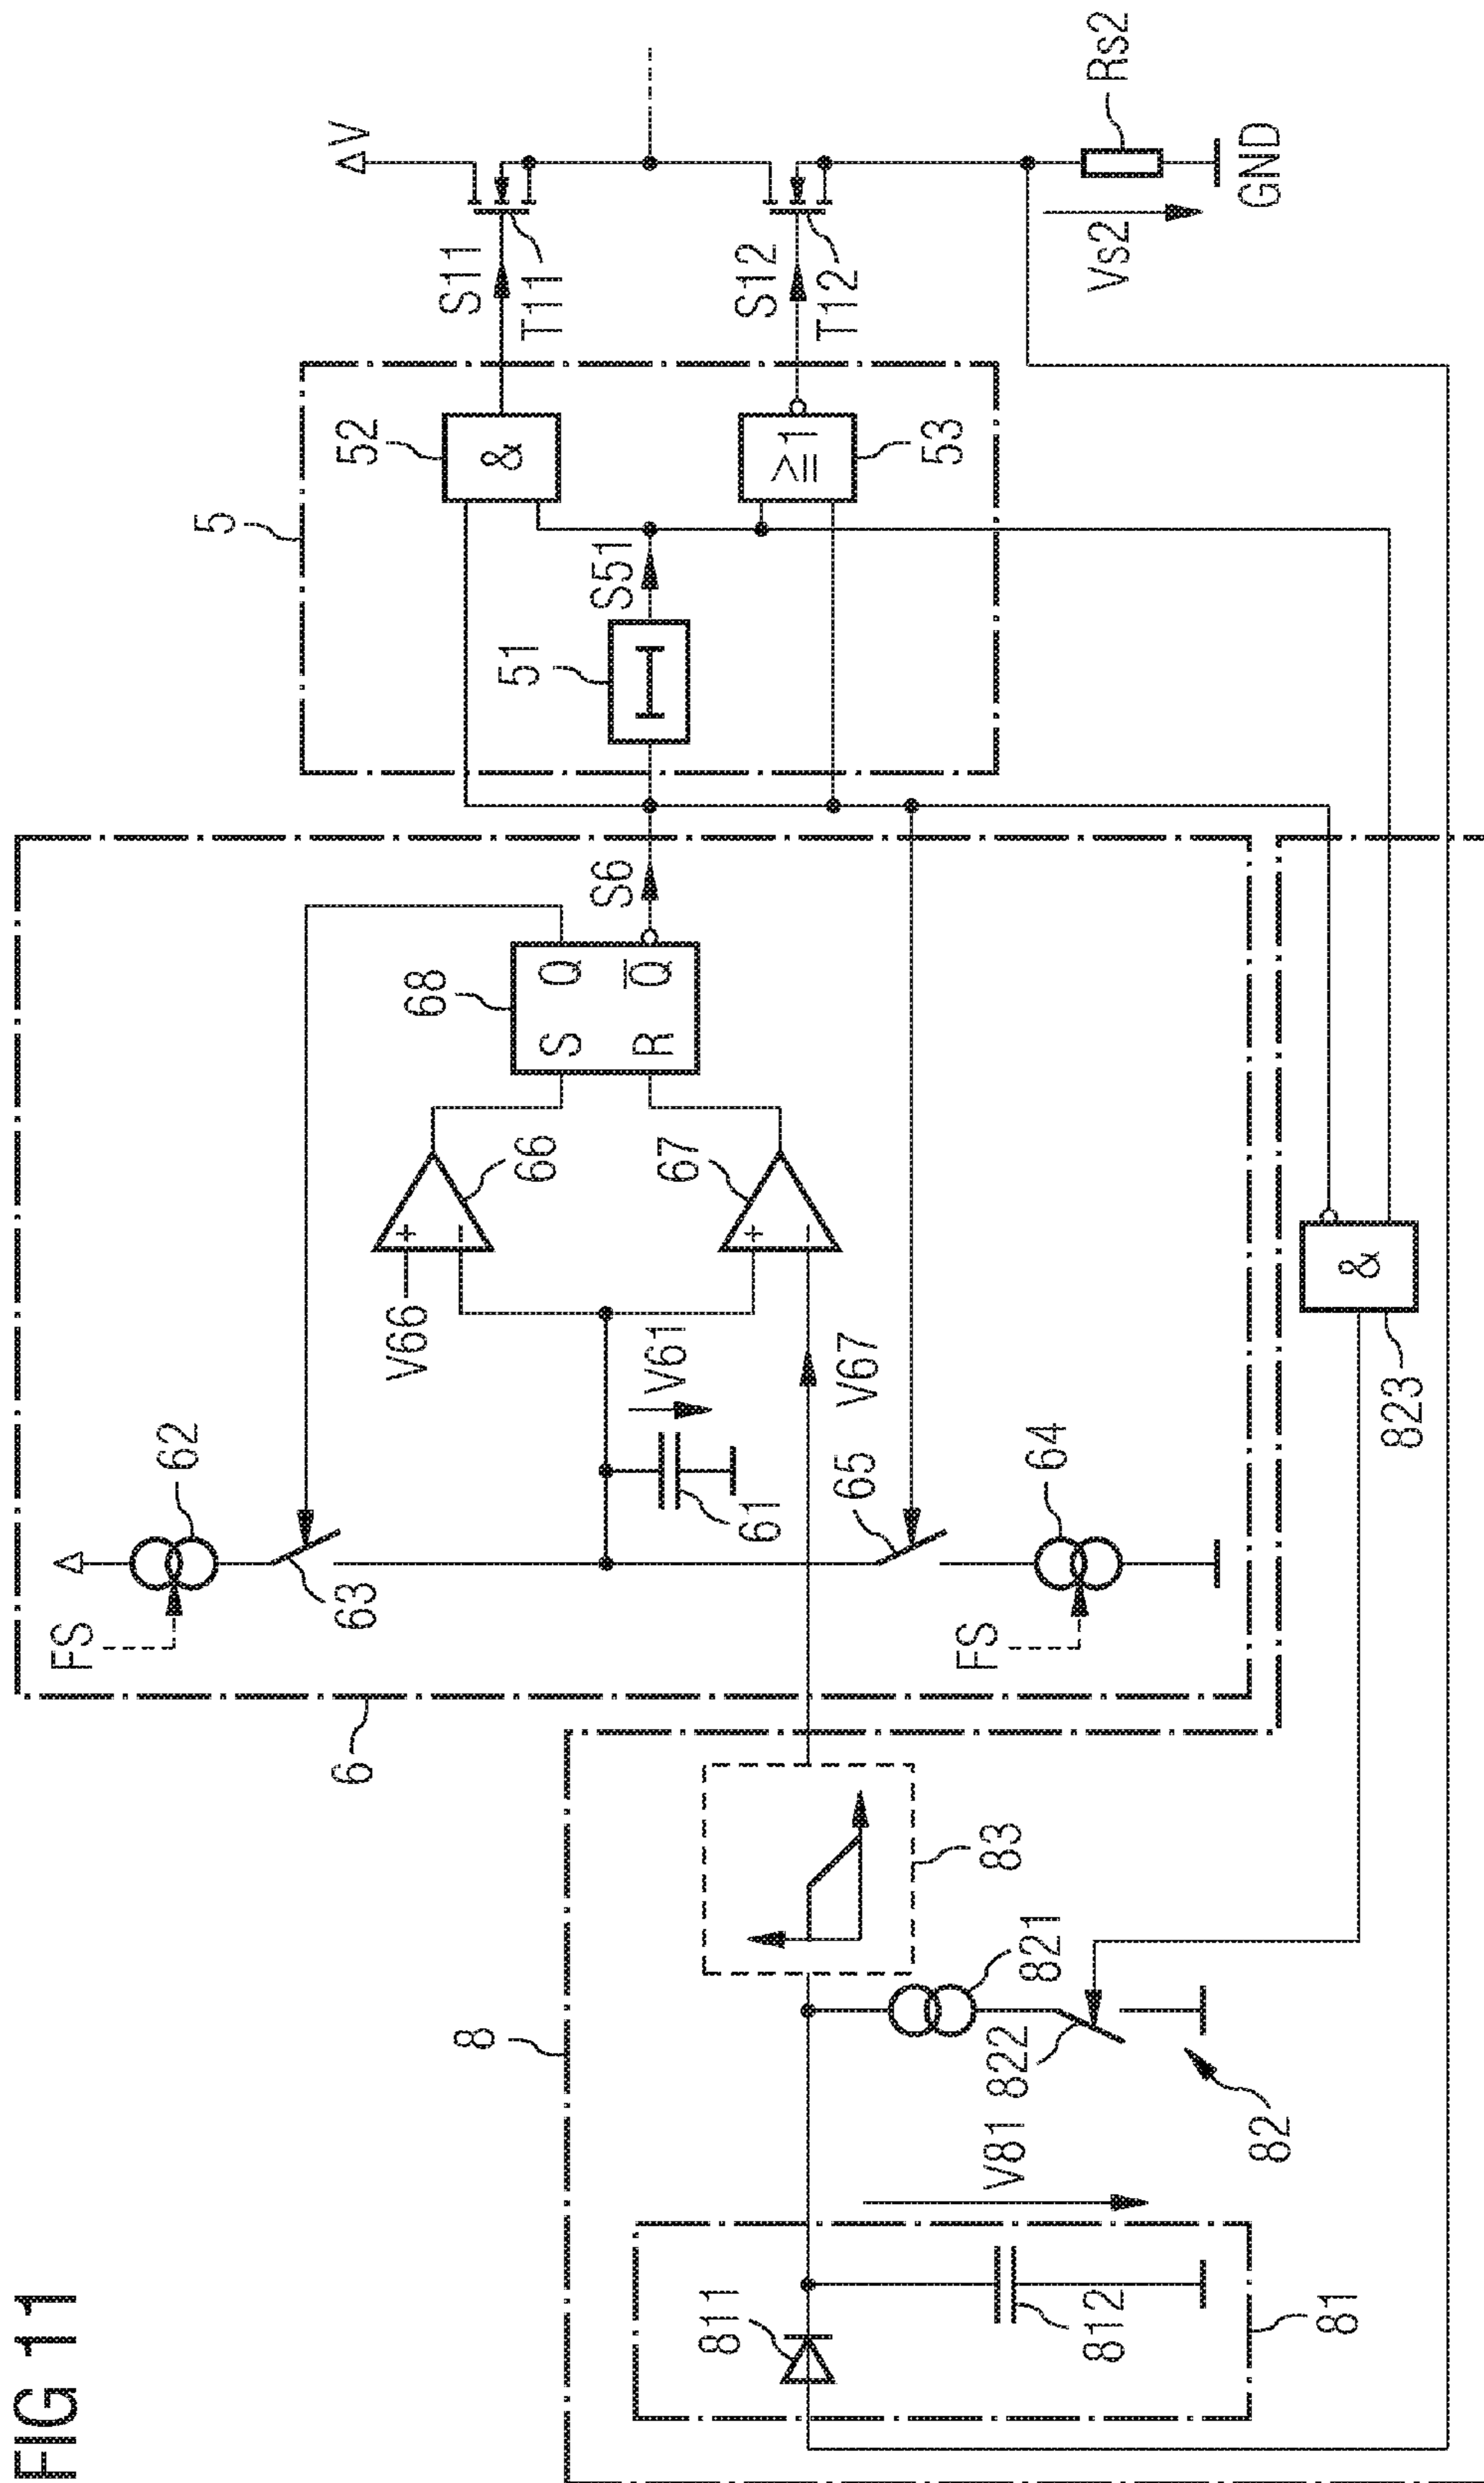 FIG 11
6
FS
62
63
V66
66
68
S
Q
R
Q̅
S6
V61
61
67
V67
65
FS
64
5
52
&
51
S51
≧1
53
V
S11
T11
S12
T12
Vs2
Rs2
GND
8
83
821
822
82
V81
811
812
81
&
823
+
−
+
−